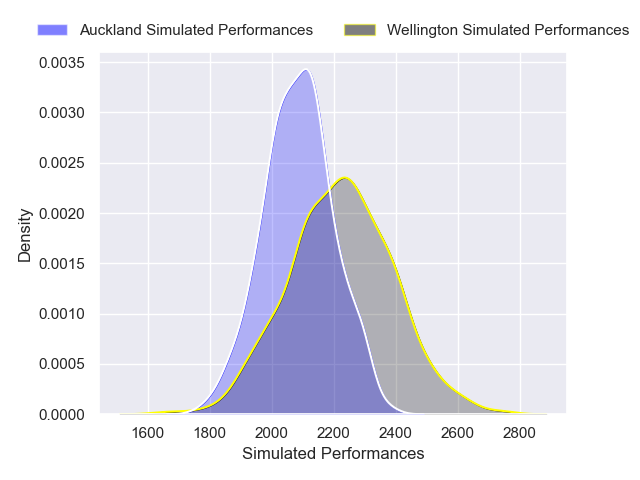 Auckland Simulated Performances
Wellington Simulated Performances
0.0035
0.0030
0.0025
0.0020
0.0015
0.0010
0.0005
0.0000
Density
1600 1800 2000 2200 2400 2600 2800
Simulated Performances